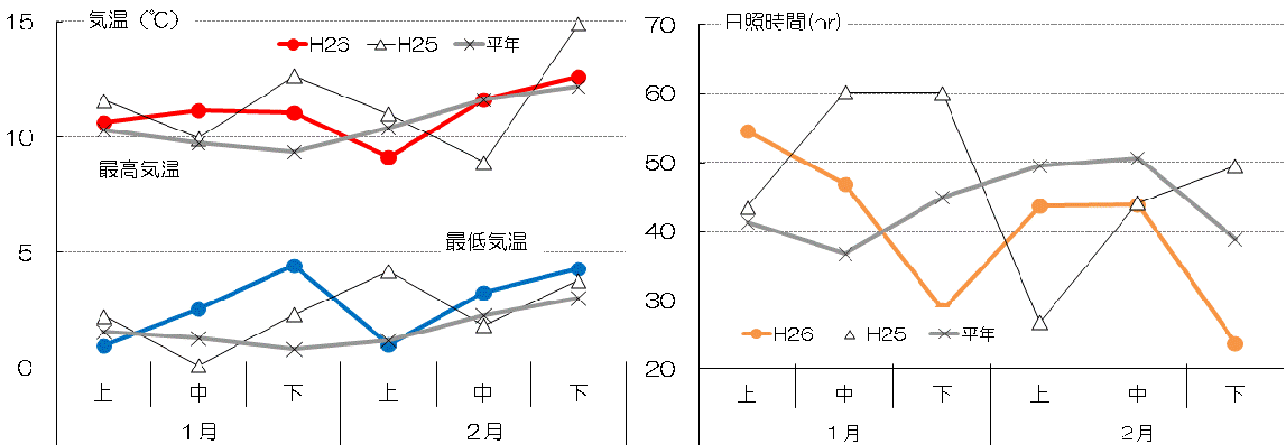 気温 (℃)
15
10
5
0
H26
H25
平年
最高気温
最低気温
上 中 下 上 中 下
1月 2月
日照時間(hr)
70
60
50
40
30
20
H26
H25
平年
上 中 下 上 中 下
1月 2月